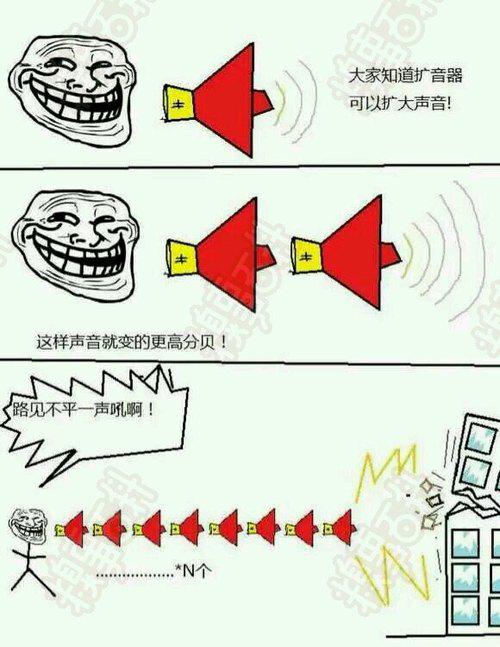 大家知道扩音器
可以扩大声音!
这样声音就变的更高分贝！
路见不平一声吼啊！
..................*N个